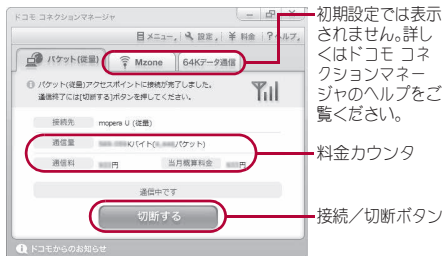 ドコモ コネクションマネージャ
メニュー, 設定, 料金 ヘルプ,
パケット(従量) Mzone 64Kデータ通信
パケット(従量)アクセスポイントに接続が完了しました。
通信終了には[切断する]ボタンを押してください。
接続先 mopera U (従量)
通信量 Kバイト( パケット)
通信料 円 当月概算料金 円
通信中です
切断する
ドコモからのお知らせ
初期設定では表示
されません。詳し
くはドコモ コネ
クションマネー
ジャのヘルプをご
覧ください。
料金カウンタ
接続/切断ボタン